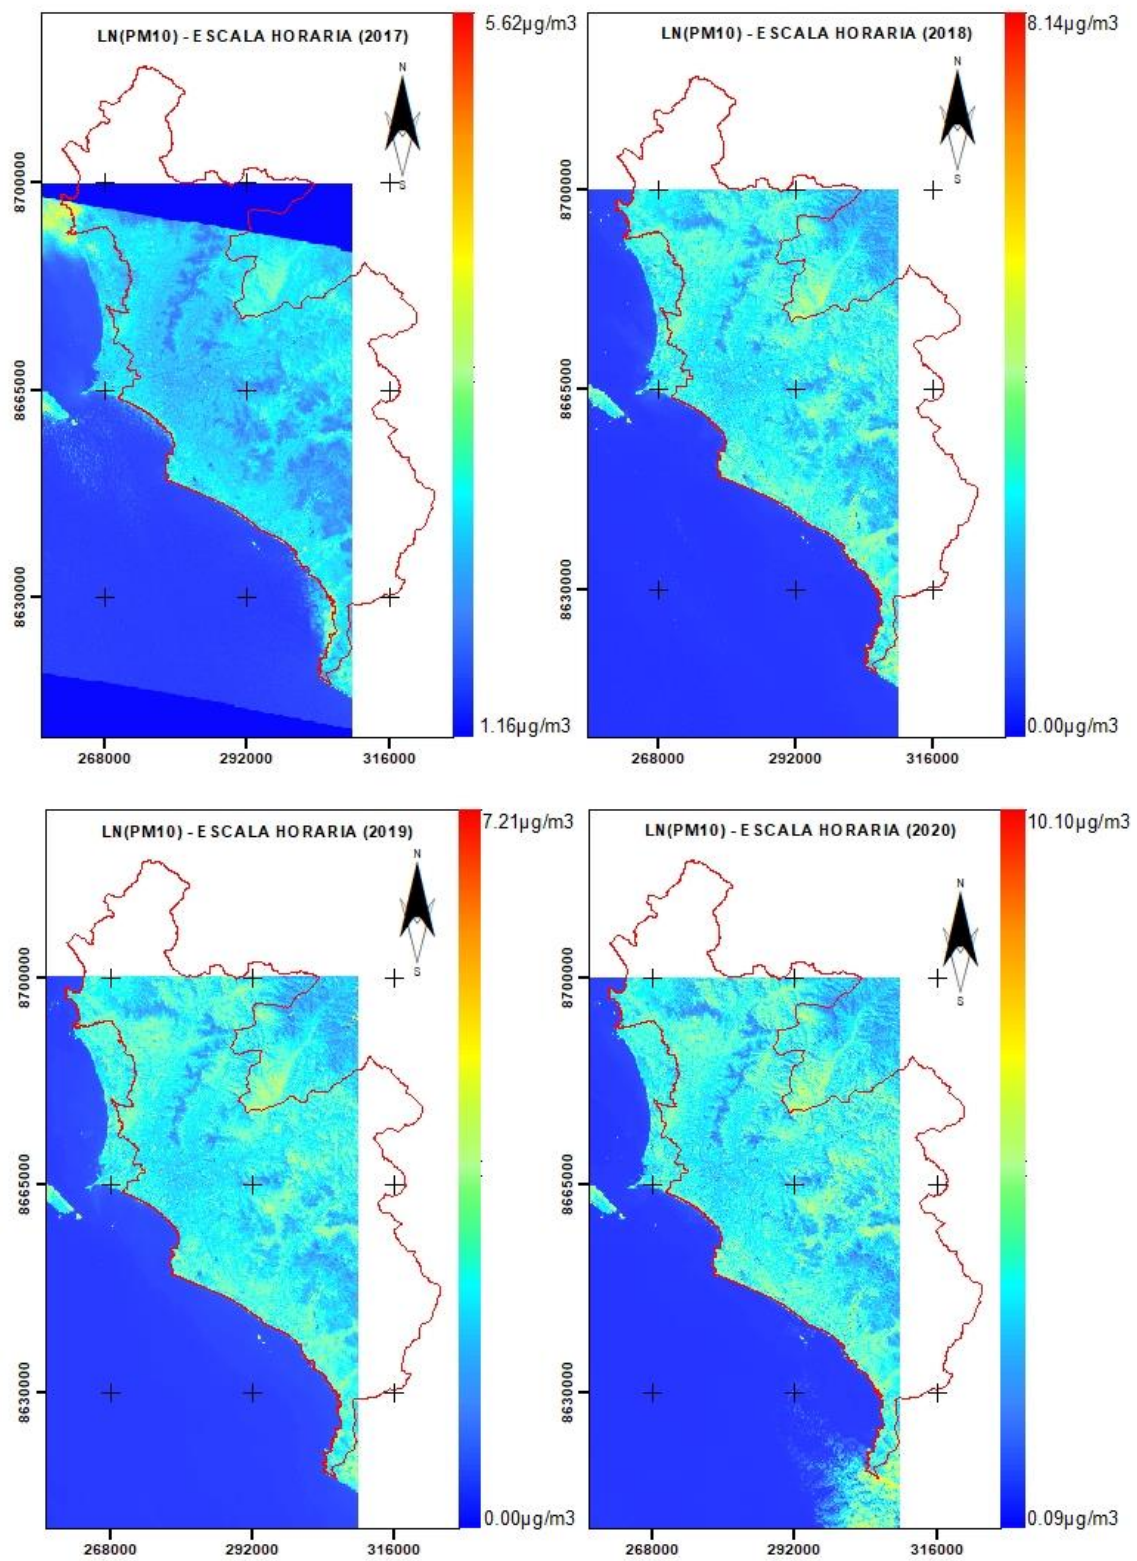 LN(PM10) - ESCALA HORARIA (2017)
5.62µg/m3
N
S
8700000
8665000
8630000
1.16µg/m3
268000 292000 316000
LN(PM10) - ESCALA HORARIA (2018)
8.14µg/m3
N
S
8700000
8665000
8630000
0.00µg/m3
268000 292000 316000
LN(PM10) - ESCALA HORARIA (2019)
7.21µg/m3
N
S
8700000
8665000
8630000
0.00µg/m3
268000 292000 316000
LN(PM10) - ESCALA HORARIA (2020)
10.10µg/m3
N
S
8700000
8665000
8630000
0.09µg/m3
268000 292000 316000